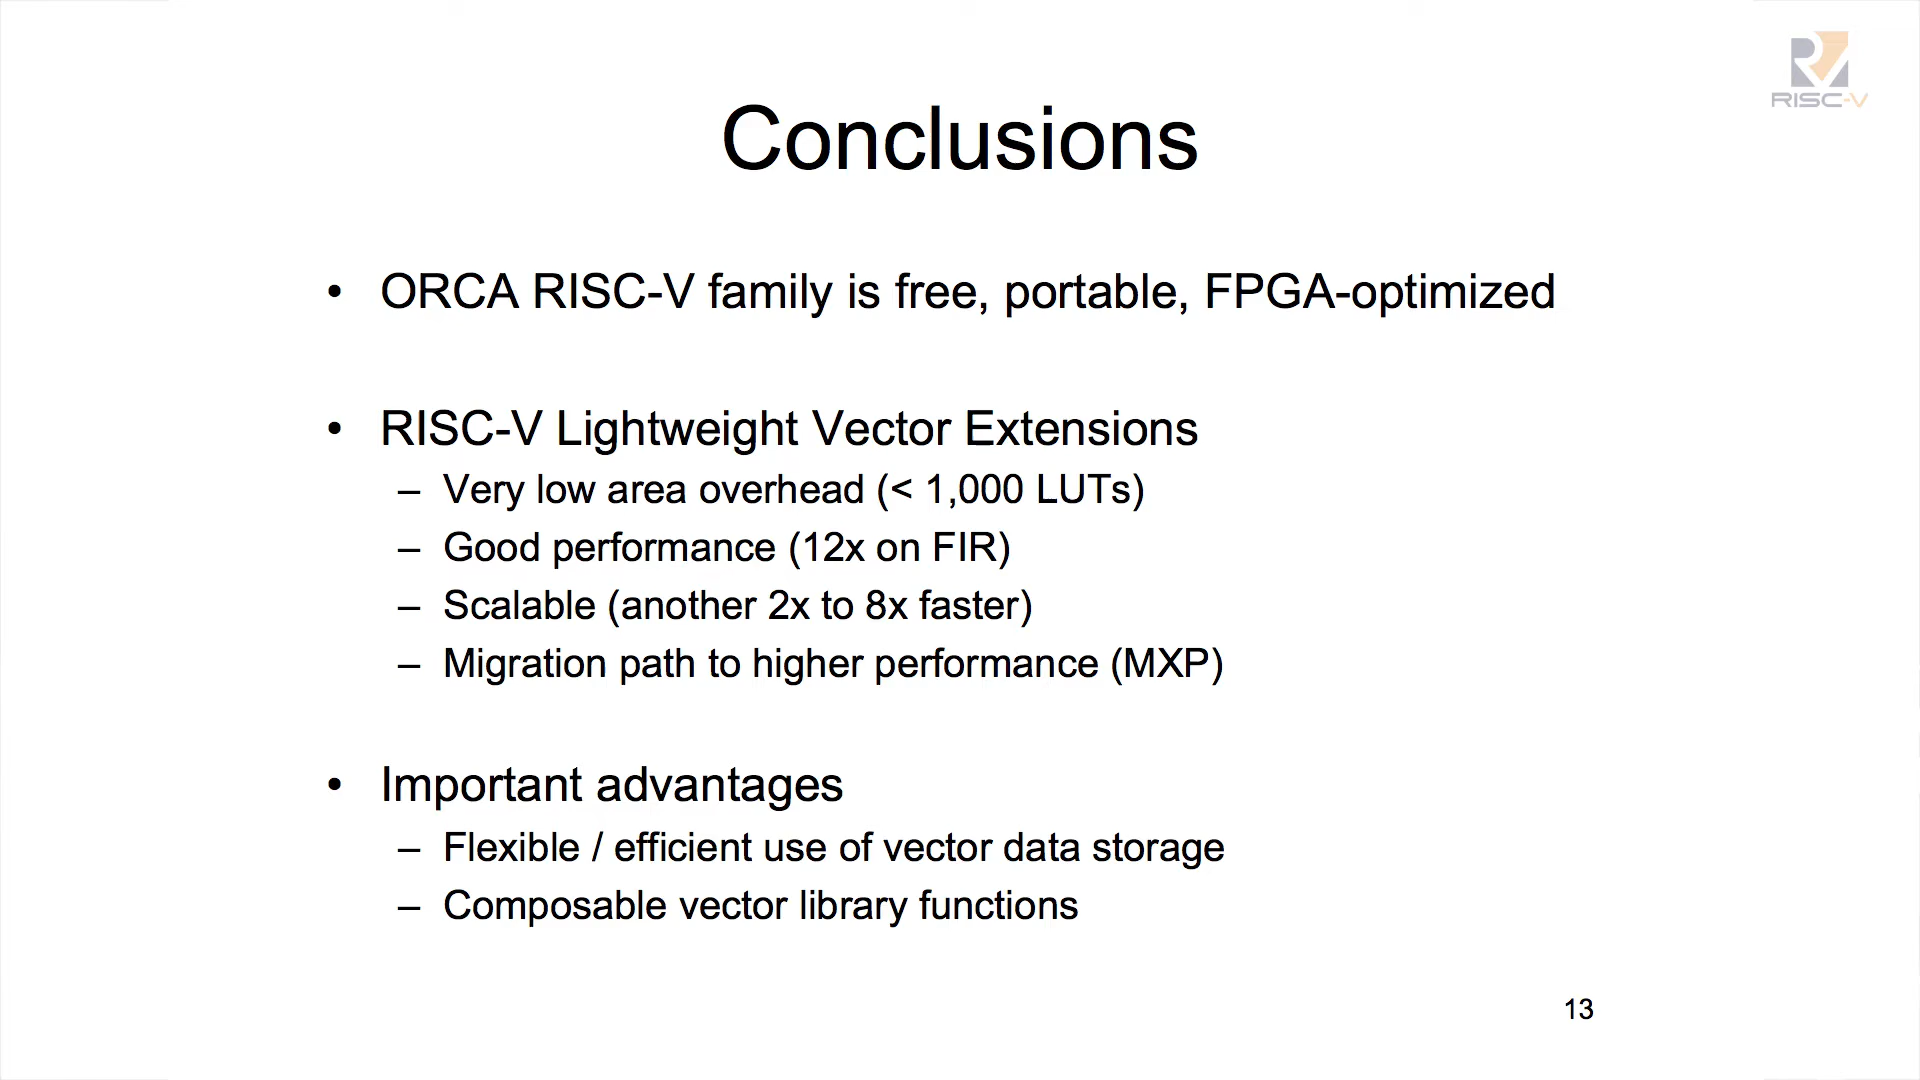 RISC-V
Conclusions
• ORCA RISC-V family is free, portable, FPGA-optimized
• RISC-V Lightweight Vector Extensions
– Very low area overhead (< 1,000 LUTs)
– Good performance (12x on FIR)
– Scalable (another 2x to 8x faster)
– Migration path to higher performance (MXP)
• Important advantages
– Flexible / efficient use of vector data storage
– Composable vector library functions
13